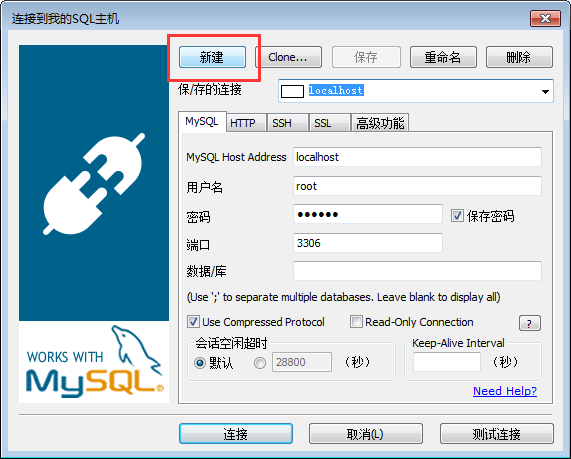 连接到我的SQL主机
新建 Clone... 保存 重命名 删除
保/存的连接 localhost
MySQL HTTP SSH SSL 高级功能
MySQL Host Address localhost
用户名 root
密码 •••••• 保存密码
端口 3306
数据/库
(Use ';' to separate multiple databases. Leave blank to display all)
Use Compressed Protocol Read-Only Connection ?
会话空闲超时 Keep-Alive Interval
默认 28800 (秒) (秒)
Need Help?
WORKS WITH
MySQL®
连接 取消(L) 测试连接